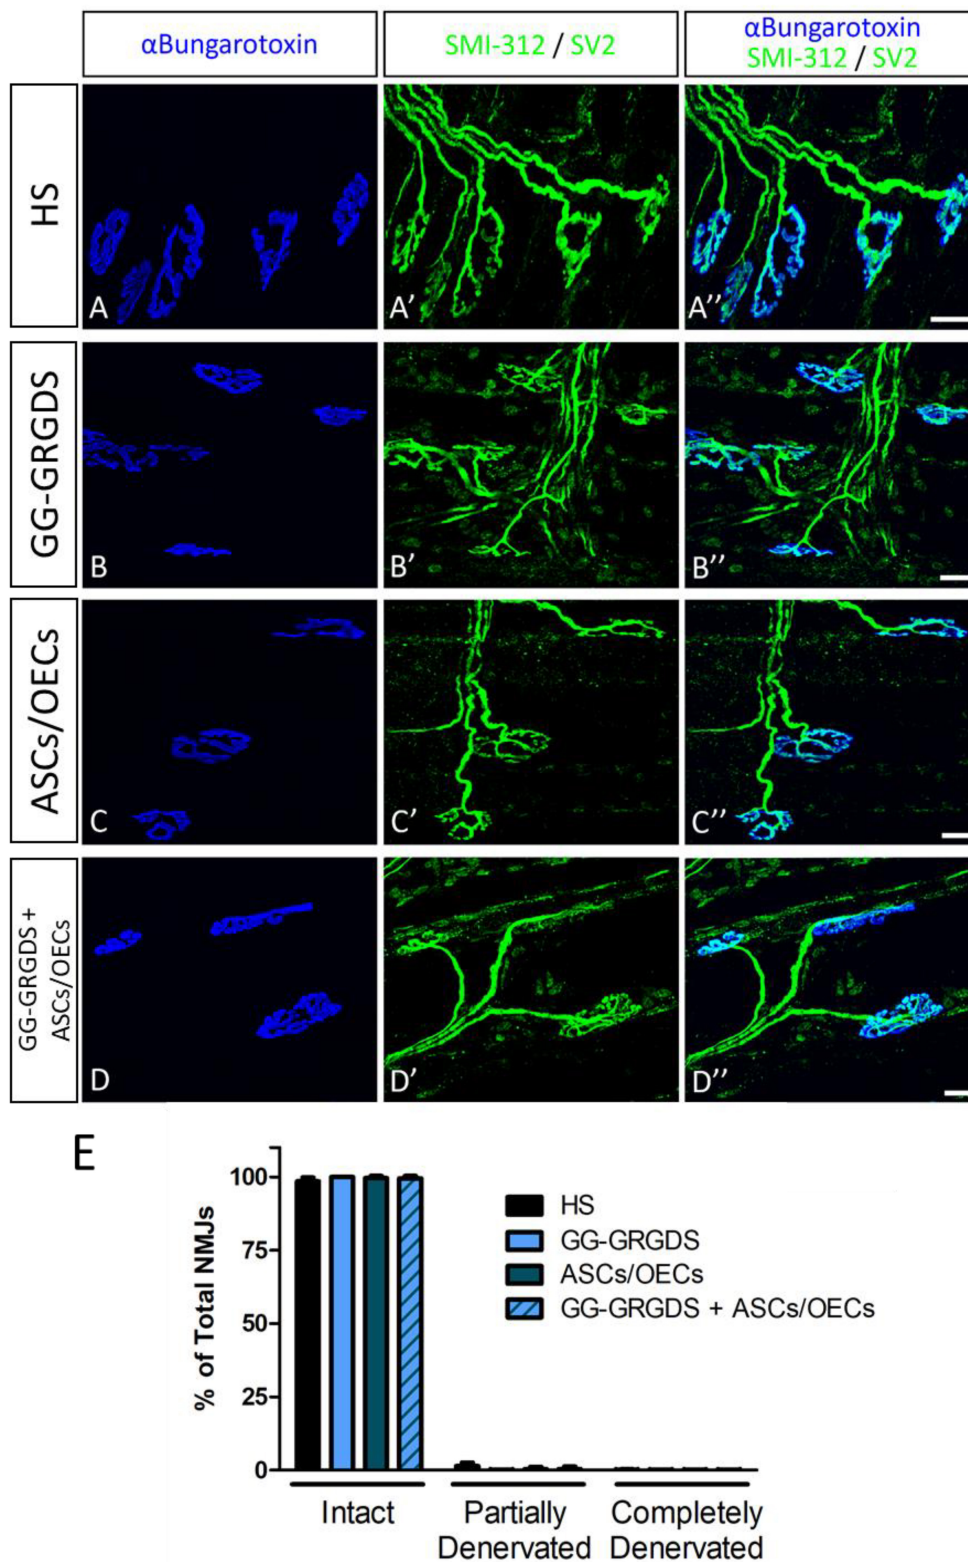 αBungarotoxin
SMI-312 / SV2
αBungarotoxin
SMI-312 / SV2
HS
A
A’
A’’
GG-GRGDS
B
B’
B’’
ASCs/OECs
C
C’
C’’
GG-GRGDS +
ASCs/OECs
D
D’
D’’
E
% of Total NMJs
100
75
50
25
0
HS
GG-GRGDS
ASCs/OECs
GG-GRGDS + ASCs/OECs
Intact
Partially
Denervated
Completely
Denervated